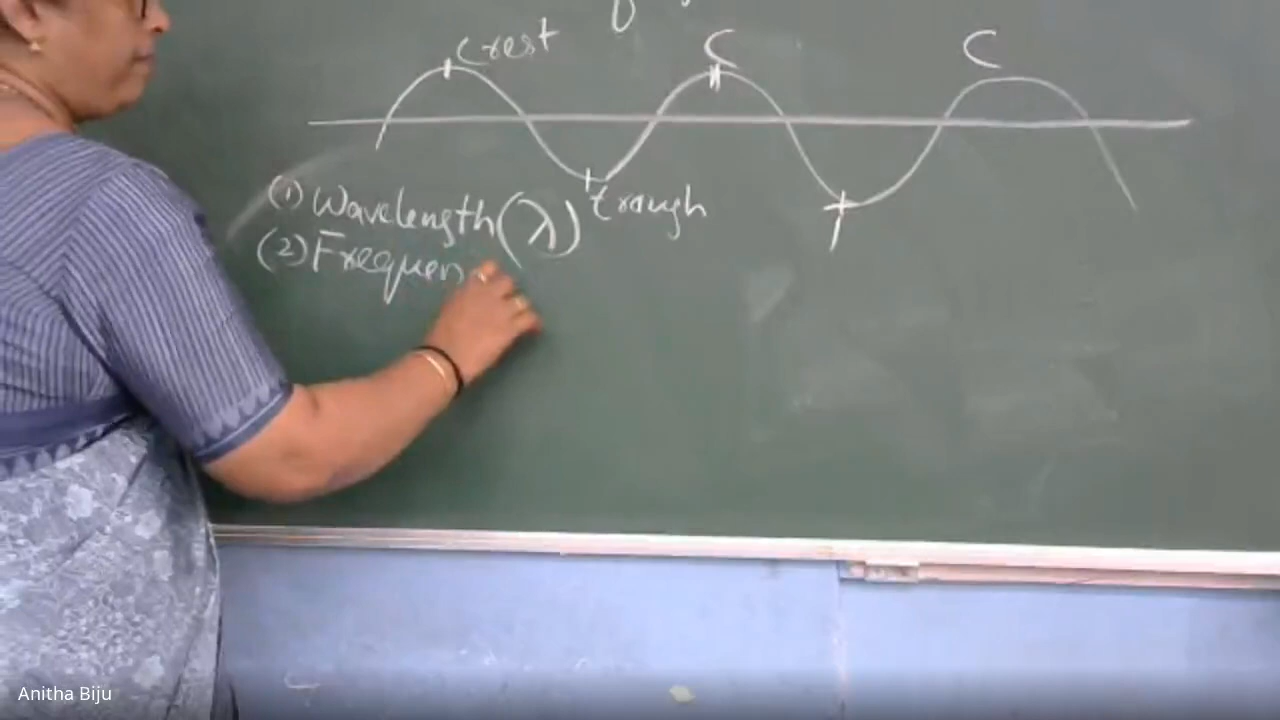 Crest
C
C
trough
T
(1) Wavelength (λ)
(2) Frequen
Anitha Biju